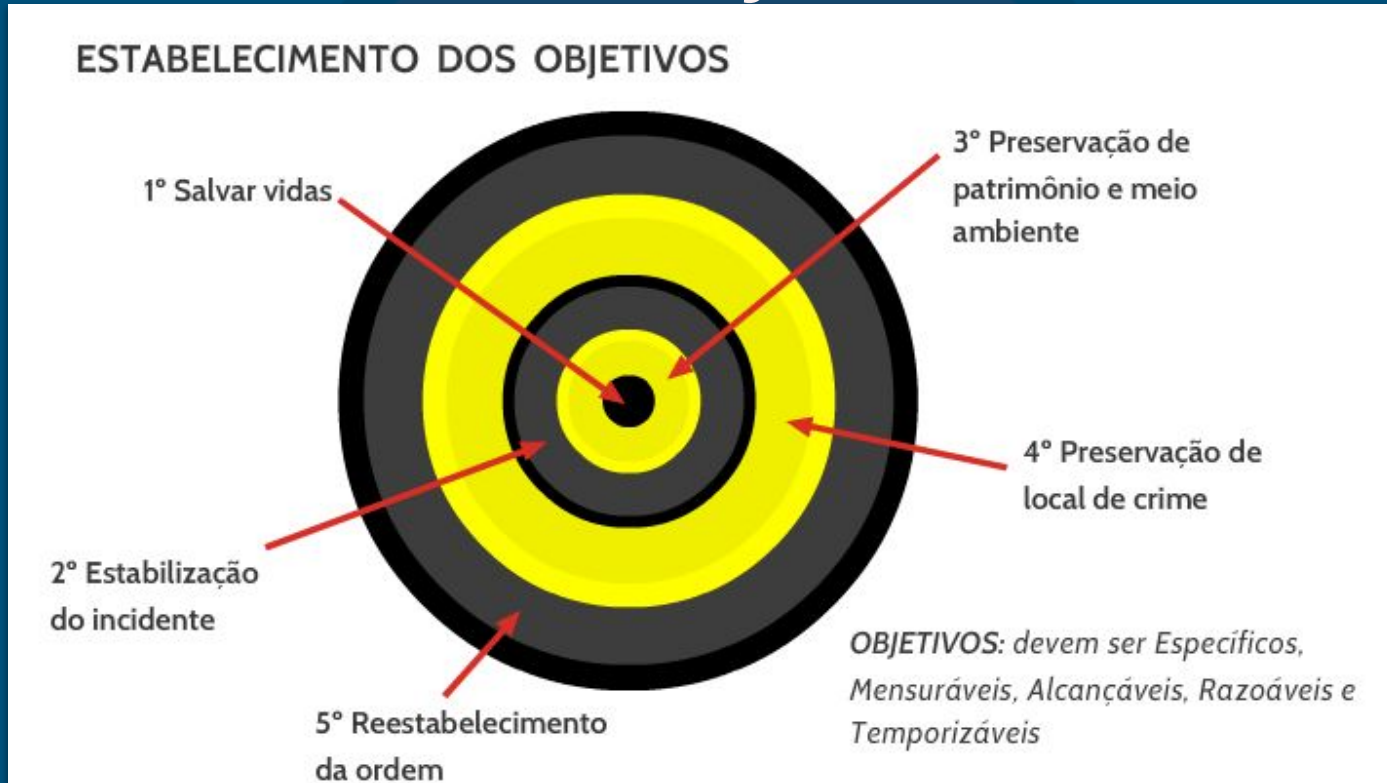 ESTABELECIMENTO DOS OBJETIVOS
1º Salvar vidas
3º Preservação de
patrimônio e meio
ambiente
4º Preservação de
local de crime
2º Estabilização
do incidente
5º Reestabelecimento
da ordem
OBJETIVOS: devem ser Específicos,
Mensuráveis, Alcançáveis, Razoáveis e
Temporizáveis